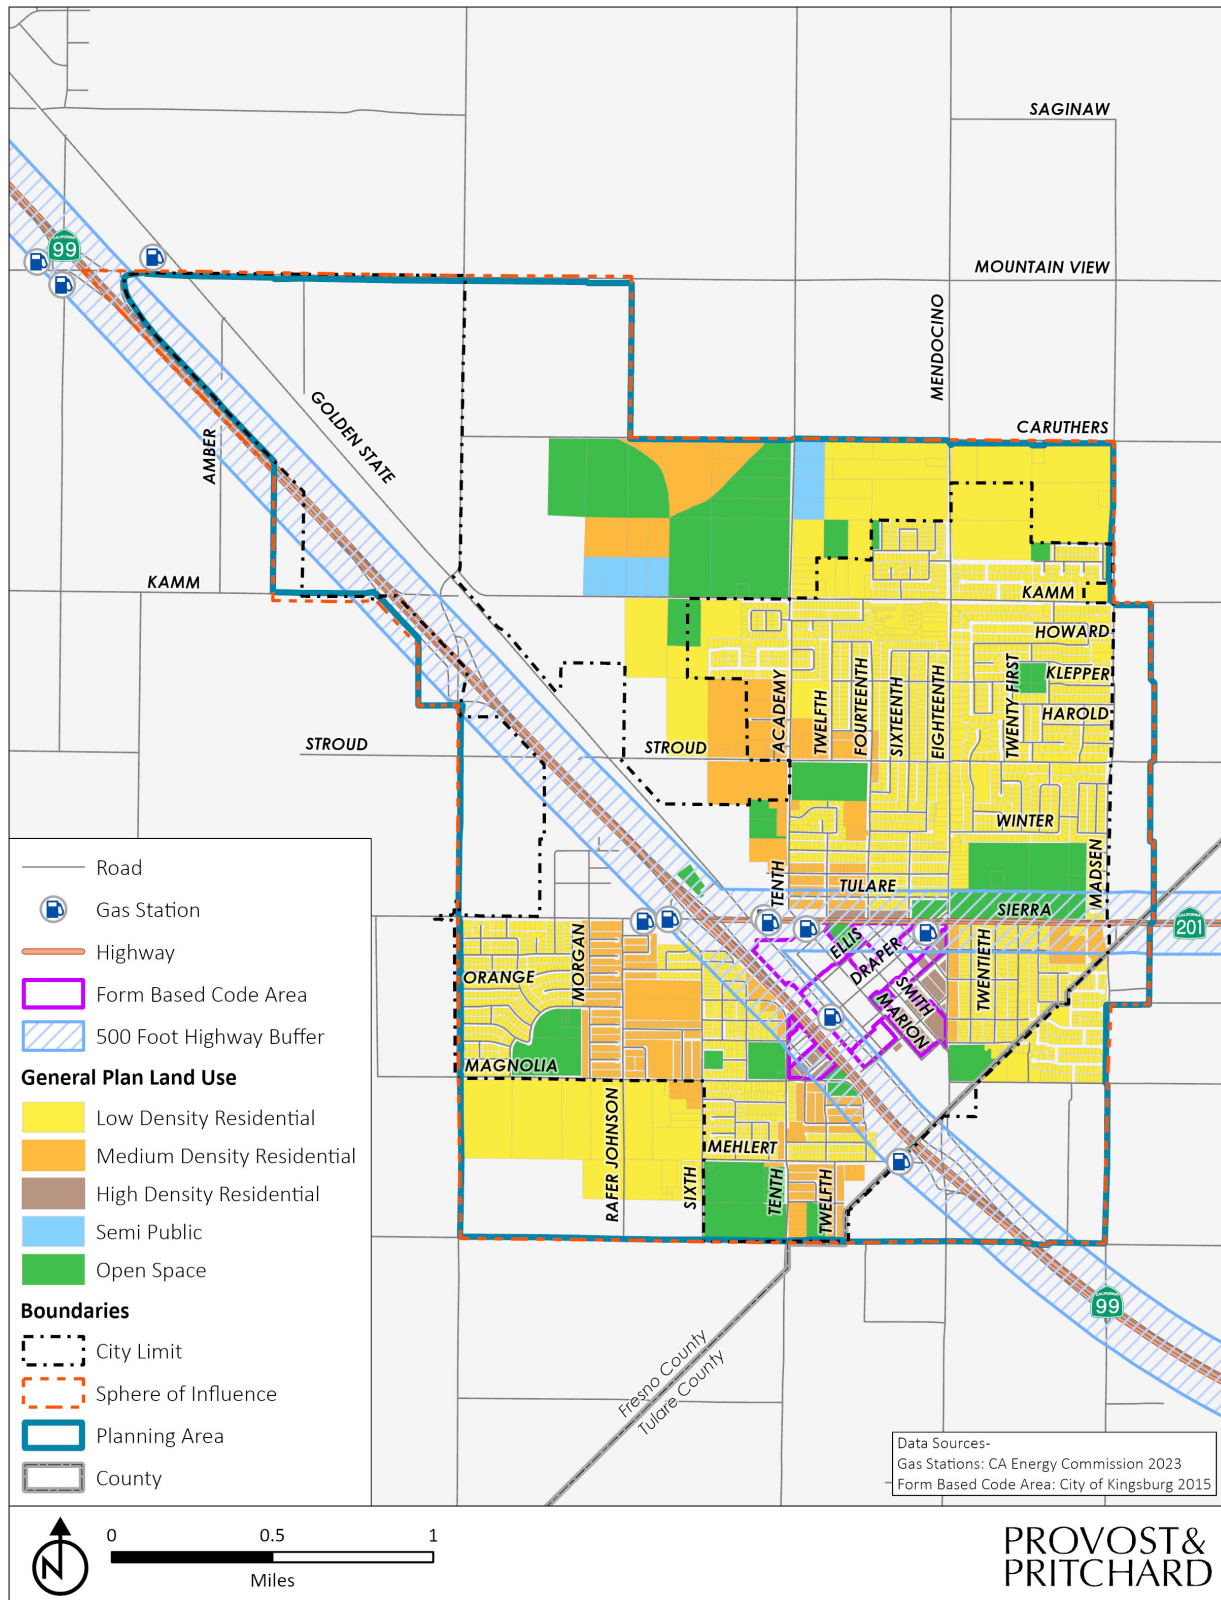 SAGINAW
CALIFORNIA
99
MOUNTAIN VIEW
MENDOCINO
GOLDEN STATE
AMBER
CARUTHERS
KAMM
KAMM
HOWARD
KLEPPER
HAROLD
TWENTY FIRST
EIGHTEENTH
SIXTEENTH
FOURTEENTH
TWELFTH
ACADEMY
STROUD
STROUD
WINTER
MADSEN
TULARE
TENTH
SIERRA
CALIFORNIA
201
ELLIS
DRAPER
SMITH
MARION
TWENTIETH
MORGAN
ORANGE
MAGNOLIA
RAFER JOHNSON
SIXTH
MEHLERT
TENTH
TWELFTH
CALIFORNIA
99
Fresno County
Tulare County
Road
Gas Station
Highway
Form Based Code Area
500 Foot Highway Buffer
General Plan Land Use
Low Density Residential
Medium Density Residential
High Density Residential
Semi Public
Open Space
Boundaries
City Limit
Sphere of Influence
Planning Area
County
Data Sources-
Gas Stations: CA Energy Commission 2023
Form Based Code Area: City of Kingsburg 2015
N
0 0.5 1
Miles
PROVOST&
PRITCHARD